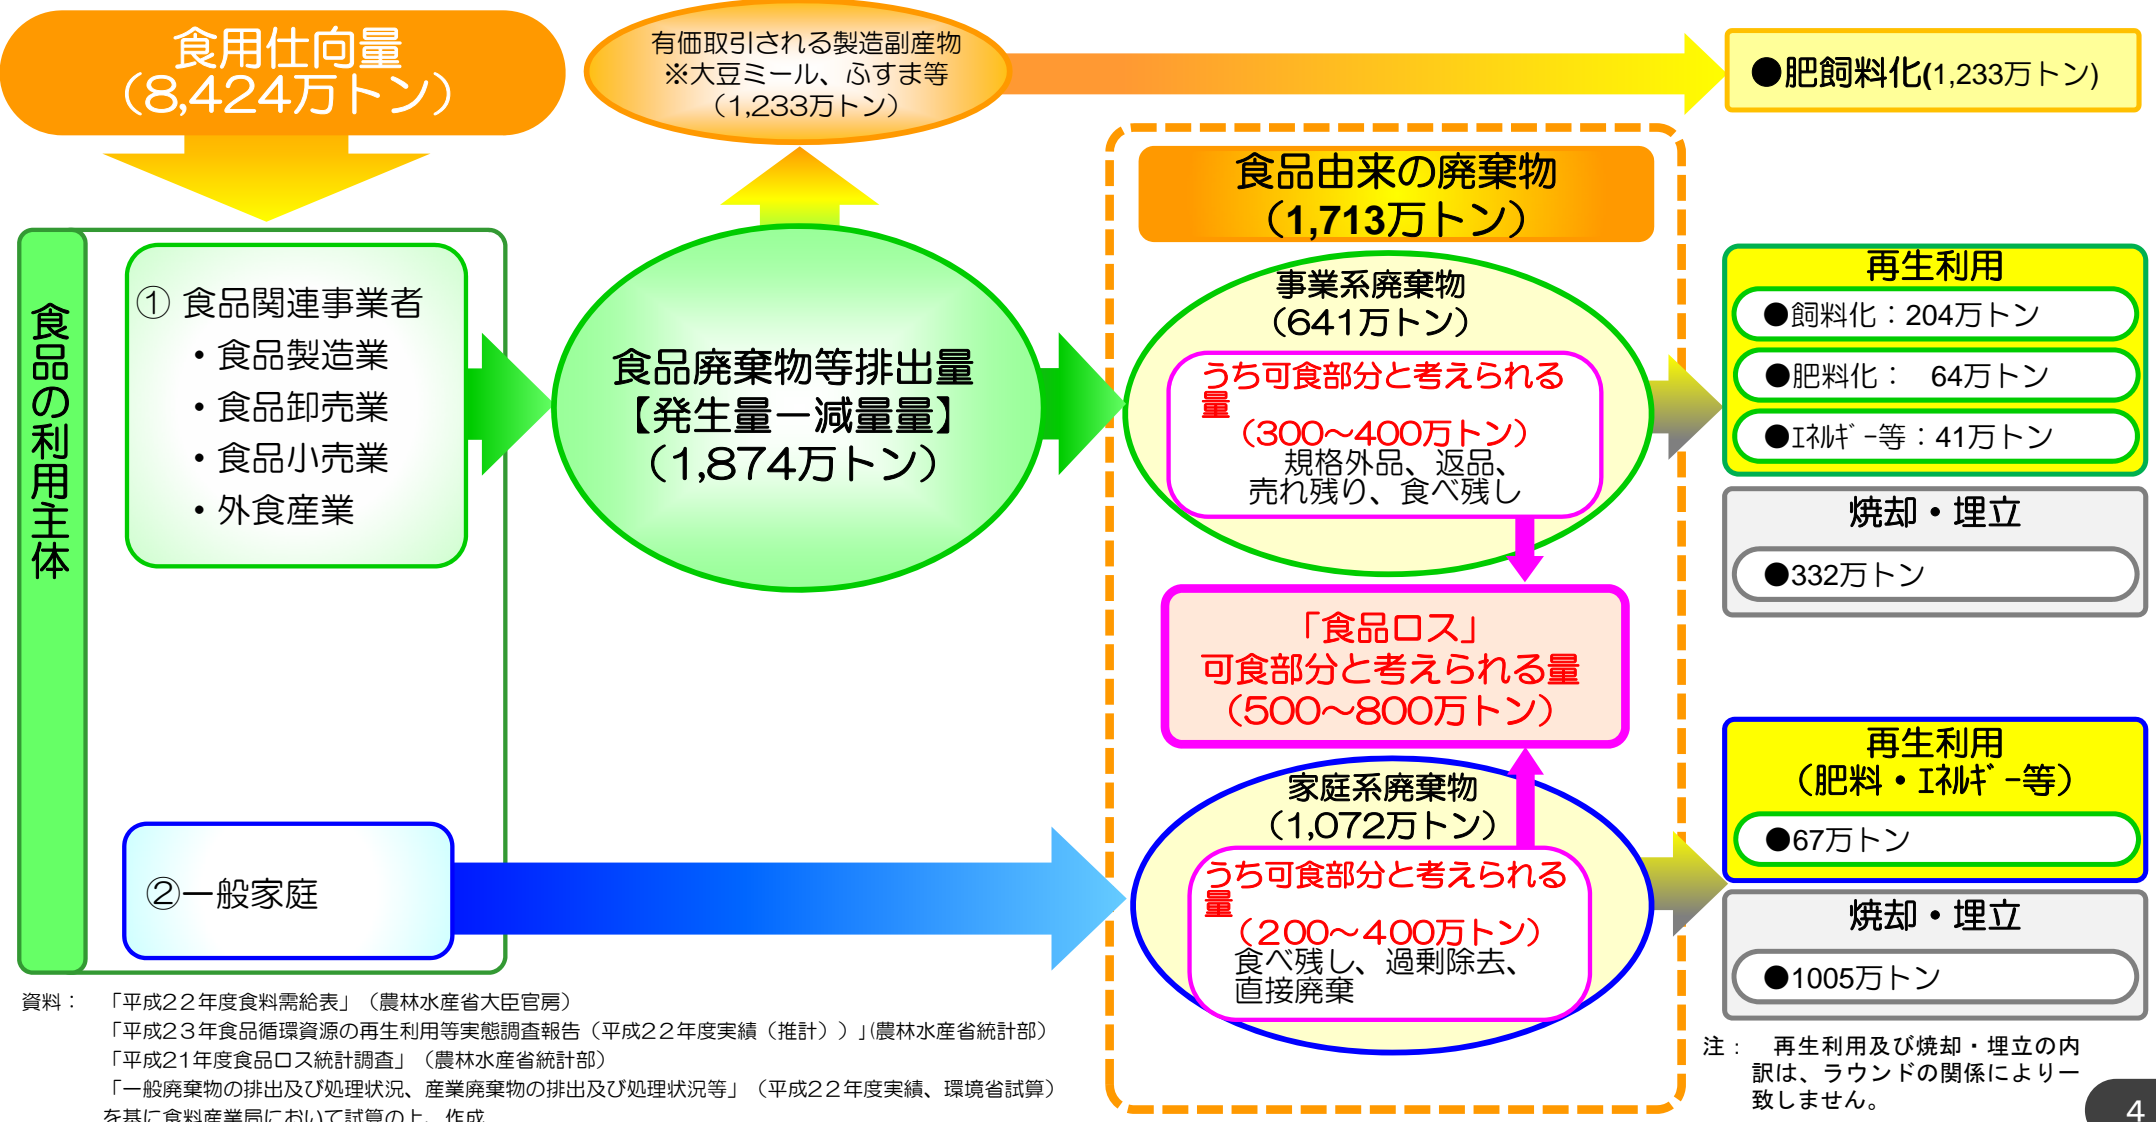 食用仕向量
（8,424万トン）
有価取引される製造副産物
※大豆ミール、ふすま等
（1,233万トン）
●肥飼料化(1,233万トン)
食品の利用主体
① 食品関連事業者
・食品製造業
・食品卸売業
・食品小売業
・外食産業
②一般家庭
食品廃棄物等排出量
【発生量－減量量】
（1,874万トン）
食品由来の廃棄物
（1,713万トン）
事業系廃棄物
（641万トン）
うち可食部分と考えられる
量
（300～400万トン）
規格外品、返品、
売れ残り、食べ残し
「食品ロス」
可食部分と考えられる量
（500～800万トン）
家庭系廃棄物
（1,072万トン）
うち可食部分と考えられる
量
（200～400万トン）
食べ残し、過剰除去、
直接廃棄
再生利用
●飼料化：204万トン
●肥料化：　64万トン
●ｴﾈﾙｷﾞｰ等：41万トン
焼却・埋立
●332万トン
再生利用
（肥料・ｴﾈﾙｷﾞｰ等）
●67万トン
焼却・埋立
●1005万トン
資料：　「平成22年度食料需給表」（農林水産省大臣官房）
「平成23年食品循環資源の再生利用等実態調査報告（平成22年度実績（推計））」(農林水産省統計部）
「平成21年度食品ロス統計調査」（農林水産省統計部）
「一般廃棄物の排出及び処理状況、産業廃棄物の排出及び処理状況等」（平成22年度実績、環境省試算）
を基に食料産業局において試算の上、作成
注：　再生利用及び焼却・埋立の内
訳は、ラウンドの関係により一
致しません。
4